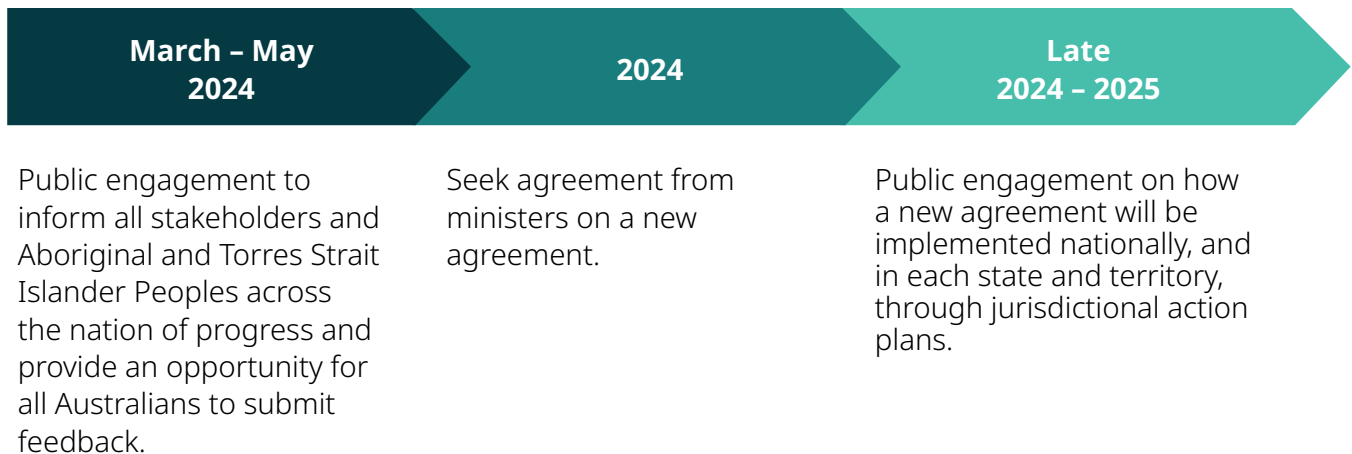 March – May
2024
Public engagement to
inform all stakeholders and
Aboriginal and Torres Strait
Islander Peoples across
the nation of progress and
provide an opportunity for
all Australians to submit
feedback.
2024
Seek agreement from
ministers on a new
agreement.
Late
2024 – 2025
Public engagement on how
a new agreement will be
implemented nationally, and
in each state and territory,
through jurisdictional action
plans.